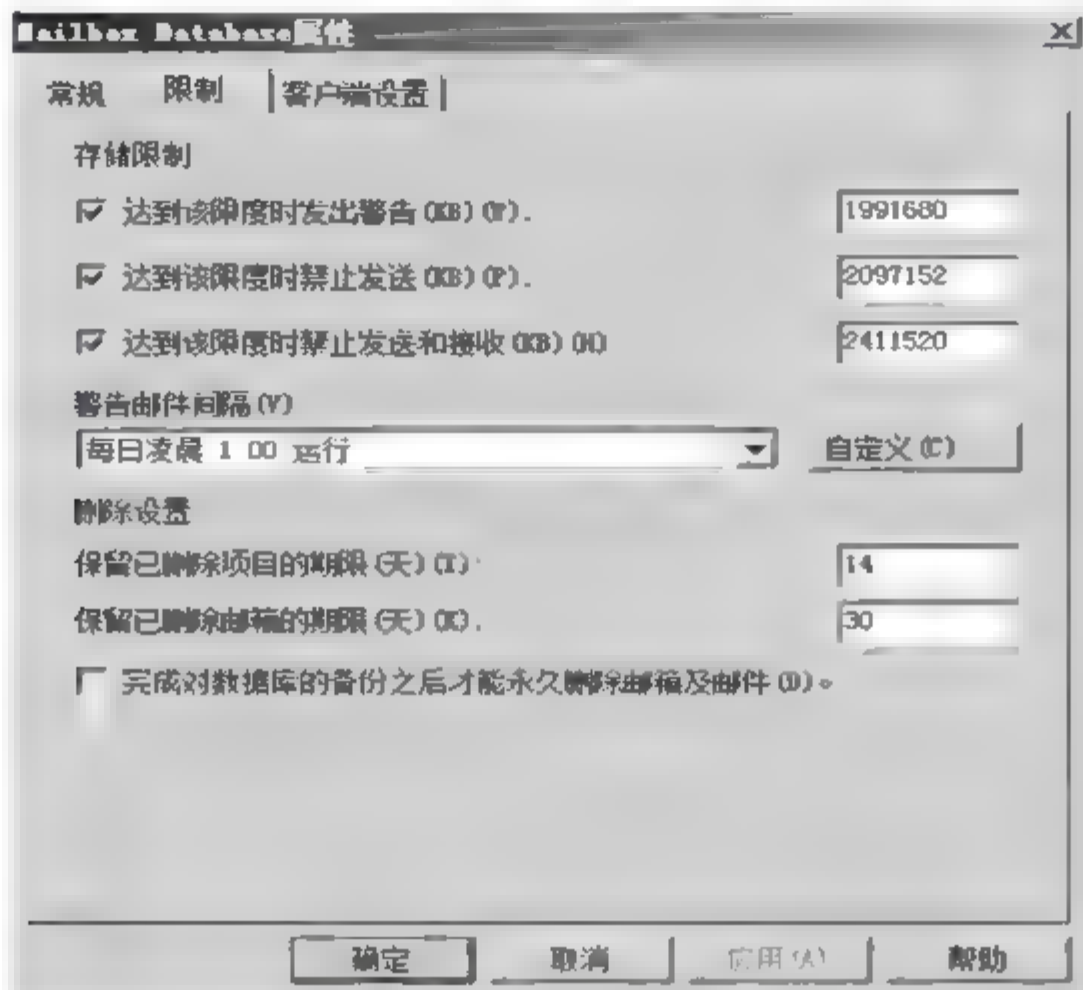 Mailbox Database属性
常规 限制 客户端设置
存储限制
达到该限度时发出警告(KB)(W).
1991680
达到该限度时禁止发送(KB)(P).
2097152
达到该限度时禁止发送和接收(KB)(H)
2411520
警告邮件间隔(V)
每日凌晨 1 00 运行
自定义(C)
删除设置
保留已删除项目的期限(天)(T)
14
保留已删除邮箱的期限(天)(K).
30
完成对数据库的备份之后才能永久删除邮箱及邮件(D)。
确定 取消 应用(A) 帮助